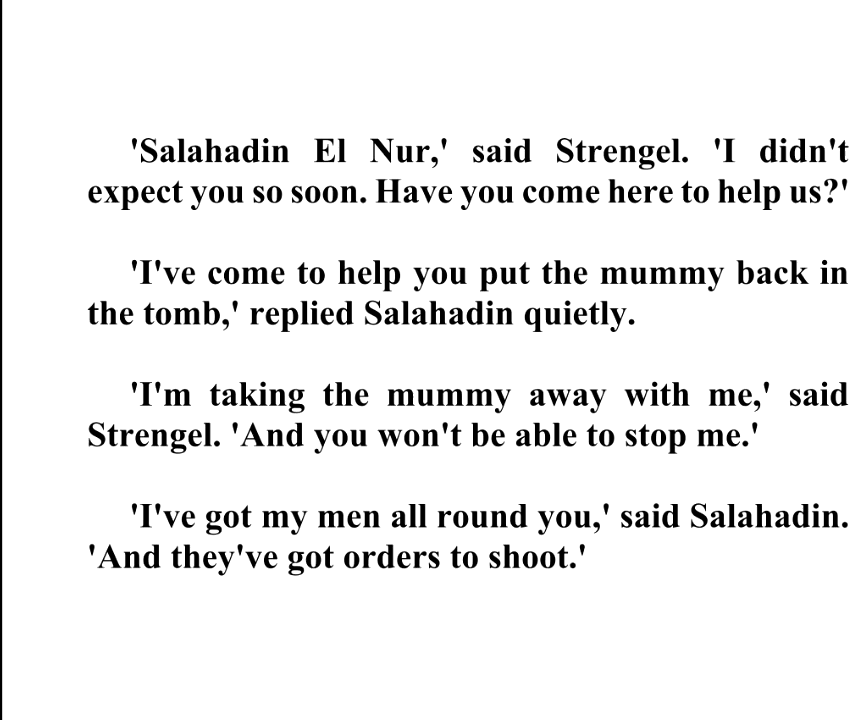 'Salahadin El Nur,' said Strengel. 'I didn't
expect you so soon. Have you come here to help us?'
'I've come to help you put the mummy back in
the tomb,' replied Salahadin quietly.
'I'm taking the mummy away with me,' said
Strengel. 'And you won't be able to stop me.'
'I've got my men all round you,' said Salahadin.
'And they've got orders to shoot.'